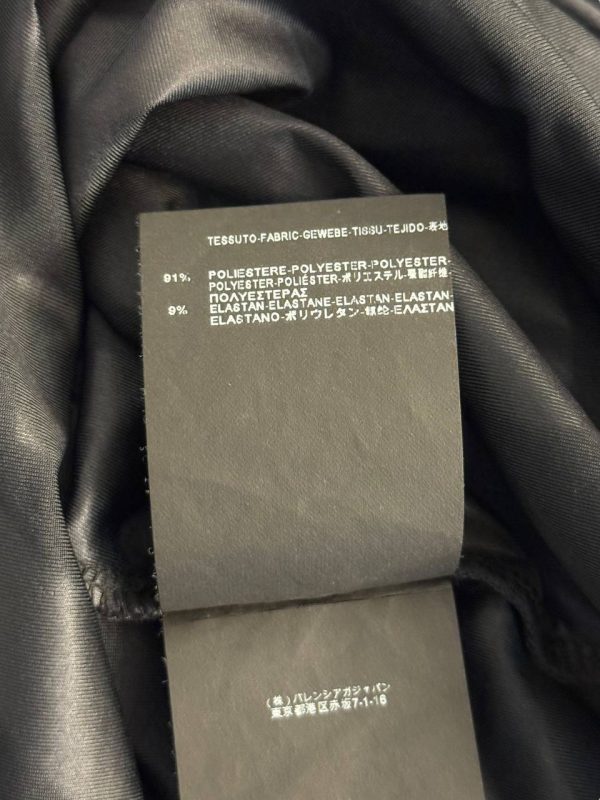 TESSUTO-FABRIC-GEWEBE-TISSU-TEJIDO-表地
91% POLIESTERE-POLYESTER-POLYESTER-
POLYESTER-POLIÉSTER-ポリエステル-聚酯纤维-
ΠΟΛΥΕΣΤΕΡΑΣ
9% ELASTAN-ELASTANE-ELASTAN-ELASTAN-
ELASTANO-ポリウレタン-氨纶-ΕΛΑΣΤΑΝ
(株)バレンシアガジャパン
東京都港区赤坂7-1-16